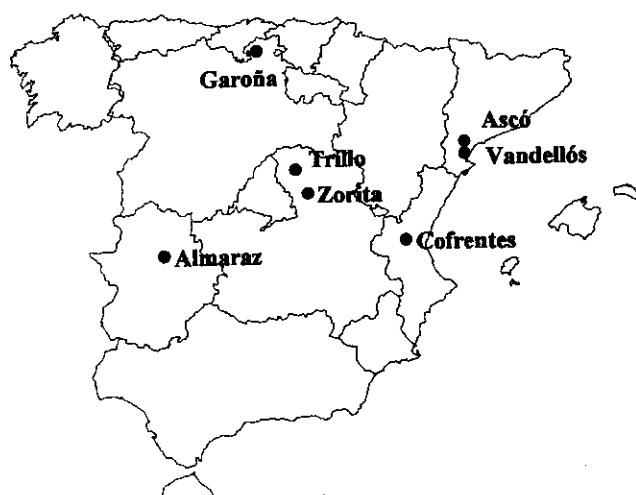 Garoña
Ascó
Vandellós
Trillo
Zorita
Cofrentes
Almaraz